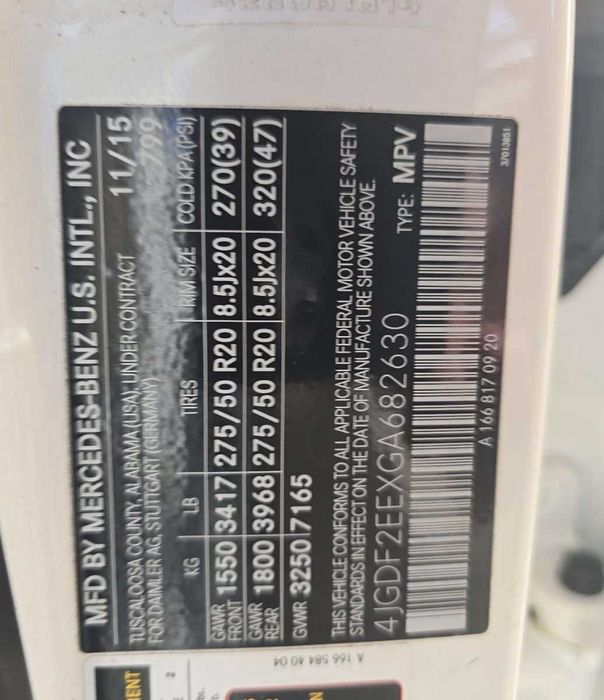 MFD BY MERCEDES-BENZ U.S. INTL., INC
TUSCALOOSA COUNTY, ALABAMA (USA) UNDER CONTRACT 11/15
FOR DAIMLER AG, STUTTGART (GERMANY) 799
KG LB TIRES RIM SIZE COLD KPA (PSI)
GAWR FRONT 1550 3417 275/50 R20 8.5Jx20 270(39)
GAWR REAR 1800 3968 275/50 R20 8.5Jx20 320(47)
GVWR 3250 7165
THIS VEHICLE CONFORMS TO ALL APPLICABLE FEDERAL MOTOR VEHICLE SAFETY
STANDARDS IN EFFECT ON THE DATE OF MANUFACTURE SHOWN ABOVE.
4JGDF2EEXGA682630 TYPE: MPV
A 166 817 09 20
37013851
A 166 584 40 04
MENT
2